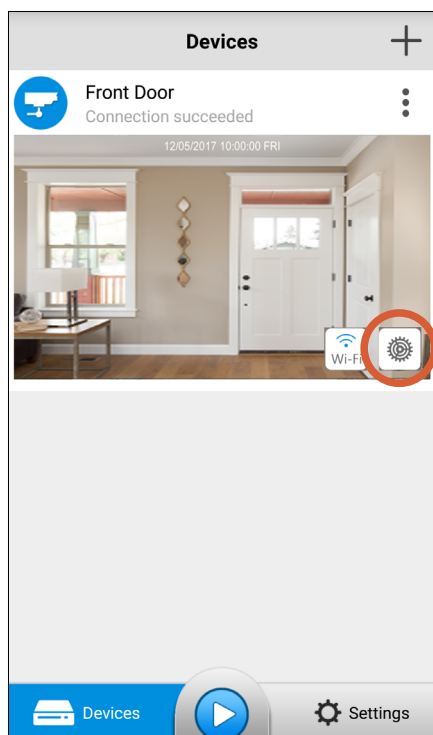 Devices
Front Door
Connection succeeded
12/05/2017 10:00:00 FRI
Wi-Fi
Devices
Settings